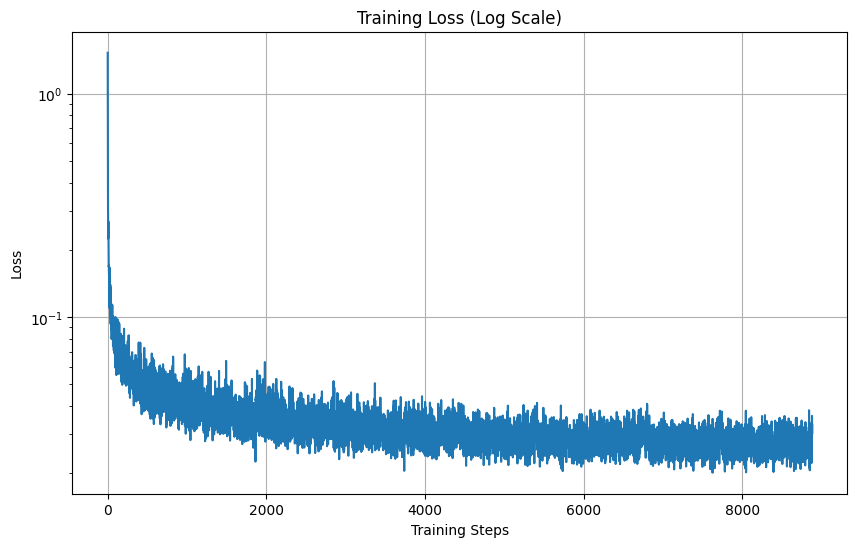 Training Loss (Log Scale)
10⁰
10⁻¹
Loss
0 2000 4000 6000 8000
Training Steps